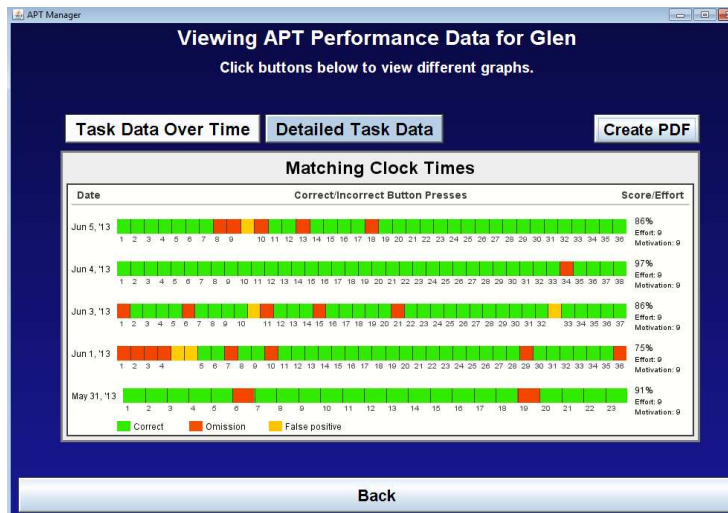 APT Manager
Viewing APT Performance Data for Glen
Click buttons below to view different graphs.
Task Data Over Time Detailed Task Data Create PDF
Matching Clock Times
Date Correct/Incorrect Button Presses Score/Effort
Jun 5, '13 86%
Effort: 9
1 2 3 4 5 6 7 8 9 10 11 12 13 14 15 16 17 18 19 20 21 22 23 24 25 26 27 28 29 30 31 32 33 34 35 36
Motivation: 9
Jun 4, '13 97%
Effort: 9
1 2 3 4 5 6 7 8 9 10 11 12 13 14 15 16 17 18 19 20 21 22 23 24 25 26 27 28 29 30 31 32 33 34 35 36 37 38
Motivation: 9
Jun 3, '13 86%
Effort: 9
1 2 3 4 5 6 7 8 9 10 11 12 13 14 15 16 17 18 19 20 21 22 23 24 25 26 27 28 29 30 31 32 33 34 35 36 37
Motivation: 9
Jun 1, '13 75%
Effort: 9
1 2 3 4 5 6 7 8 9 10 11 12 13 14 15 16 17 18 19 20 21 22 23 24 25 26 27 28 29 30 31 32 33 34 35 36
Motivation: 9
May 31, '13 91%
Effort: 9
1 2 3 4 5 6 7 8 9 10 11 12 13 14 15 16 17 18 19 20 21 22 23
Motivation: 9
Correct Omission False positive
Back